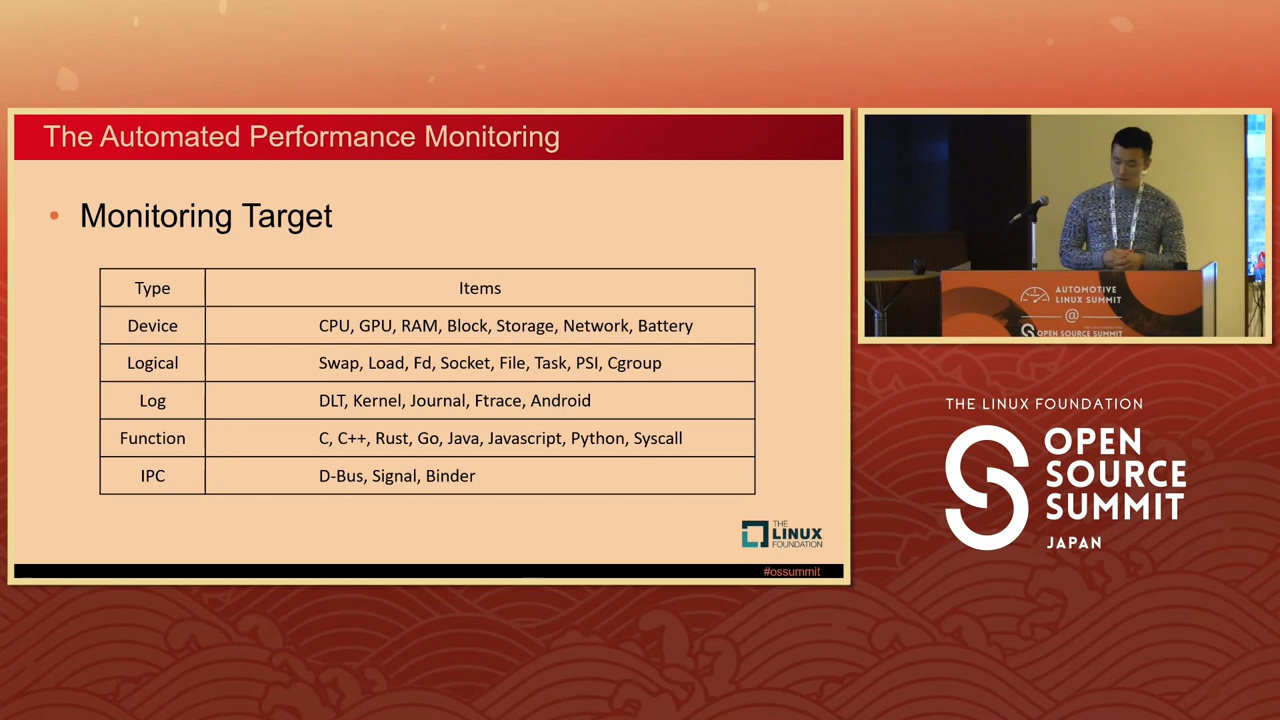 The Automated Performance Monitoring
• Monitoring Target
Type Items
Device CPU, GPU, RAM, Block, Storage, Network, Battery
Logical Swap, Load, Fd, Socket, File, Task, PSI, Cgroup
Log DLT, Kernel, Journal, Ftrace, Android
Function C, C++, Rust, Go, Java, Javascript, Python, Syscall
IPC D-Bus, Signal, Binder
THE
LINUX
FOUNDATION
#ossummit
AUTOMOTIVE
LINUX SUMMIT
@
OPEN SOURCE SUMMIT
THE LINUX FOUNDATION
OPEN
SOURCE
SUMMIT
JAPAN